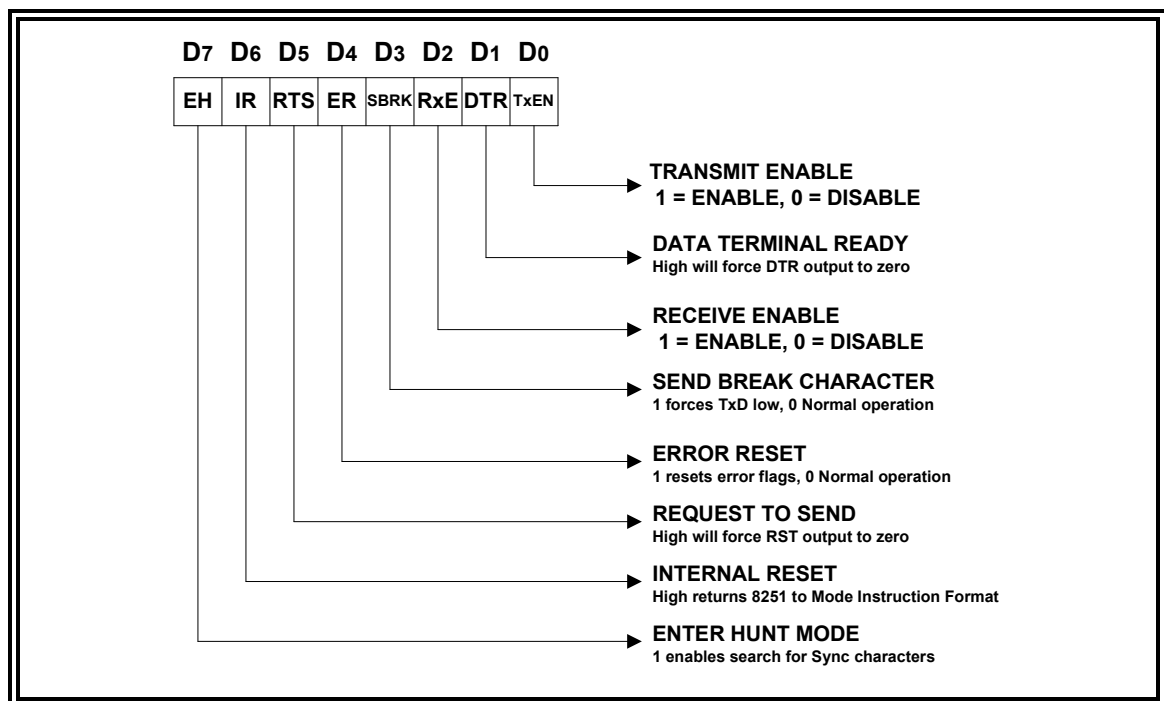 D7 D6 D5 D4 D3 D2 D1 D0
EH IR RTS ER SBRK RxE DTR TxEN
TRANSMIT ENABLE
1 = ENABLE, 0 = DISABLE
DATA TERMINAL READY
High will force DTR output to zero
RECEIVE ENABLE
1 = ENABLE, 0 = DISABLE
SEND BREAK CHARACTER
1 forces TxD low, 0 Normal operation
ERROR RESET
1 resets error flags, 0 Normal operation
REQUEST TO SEND
High will force RST output to zero
INTERNAL RESET
High returns 8251 to Mode Instruction Format
ENTER HUNT MODE
1 enables search for Sync characters